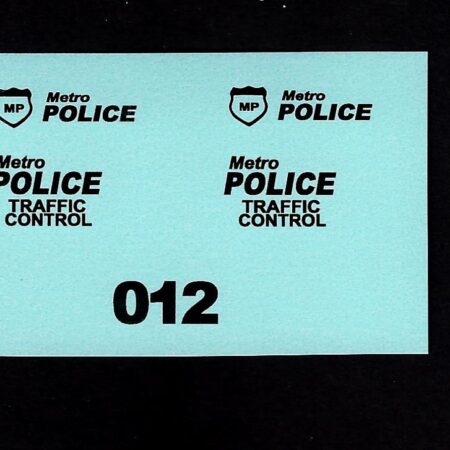 MP Metro
POLICE
MP Metro
POLICE
Metro
POLICE
TRAFFIC
CONTROL
Metro
POLICE
TRAFFIC
CONTROL
012